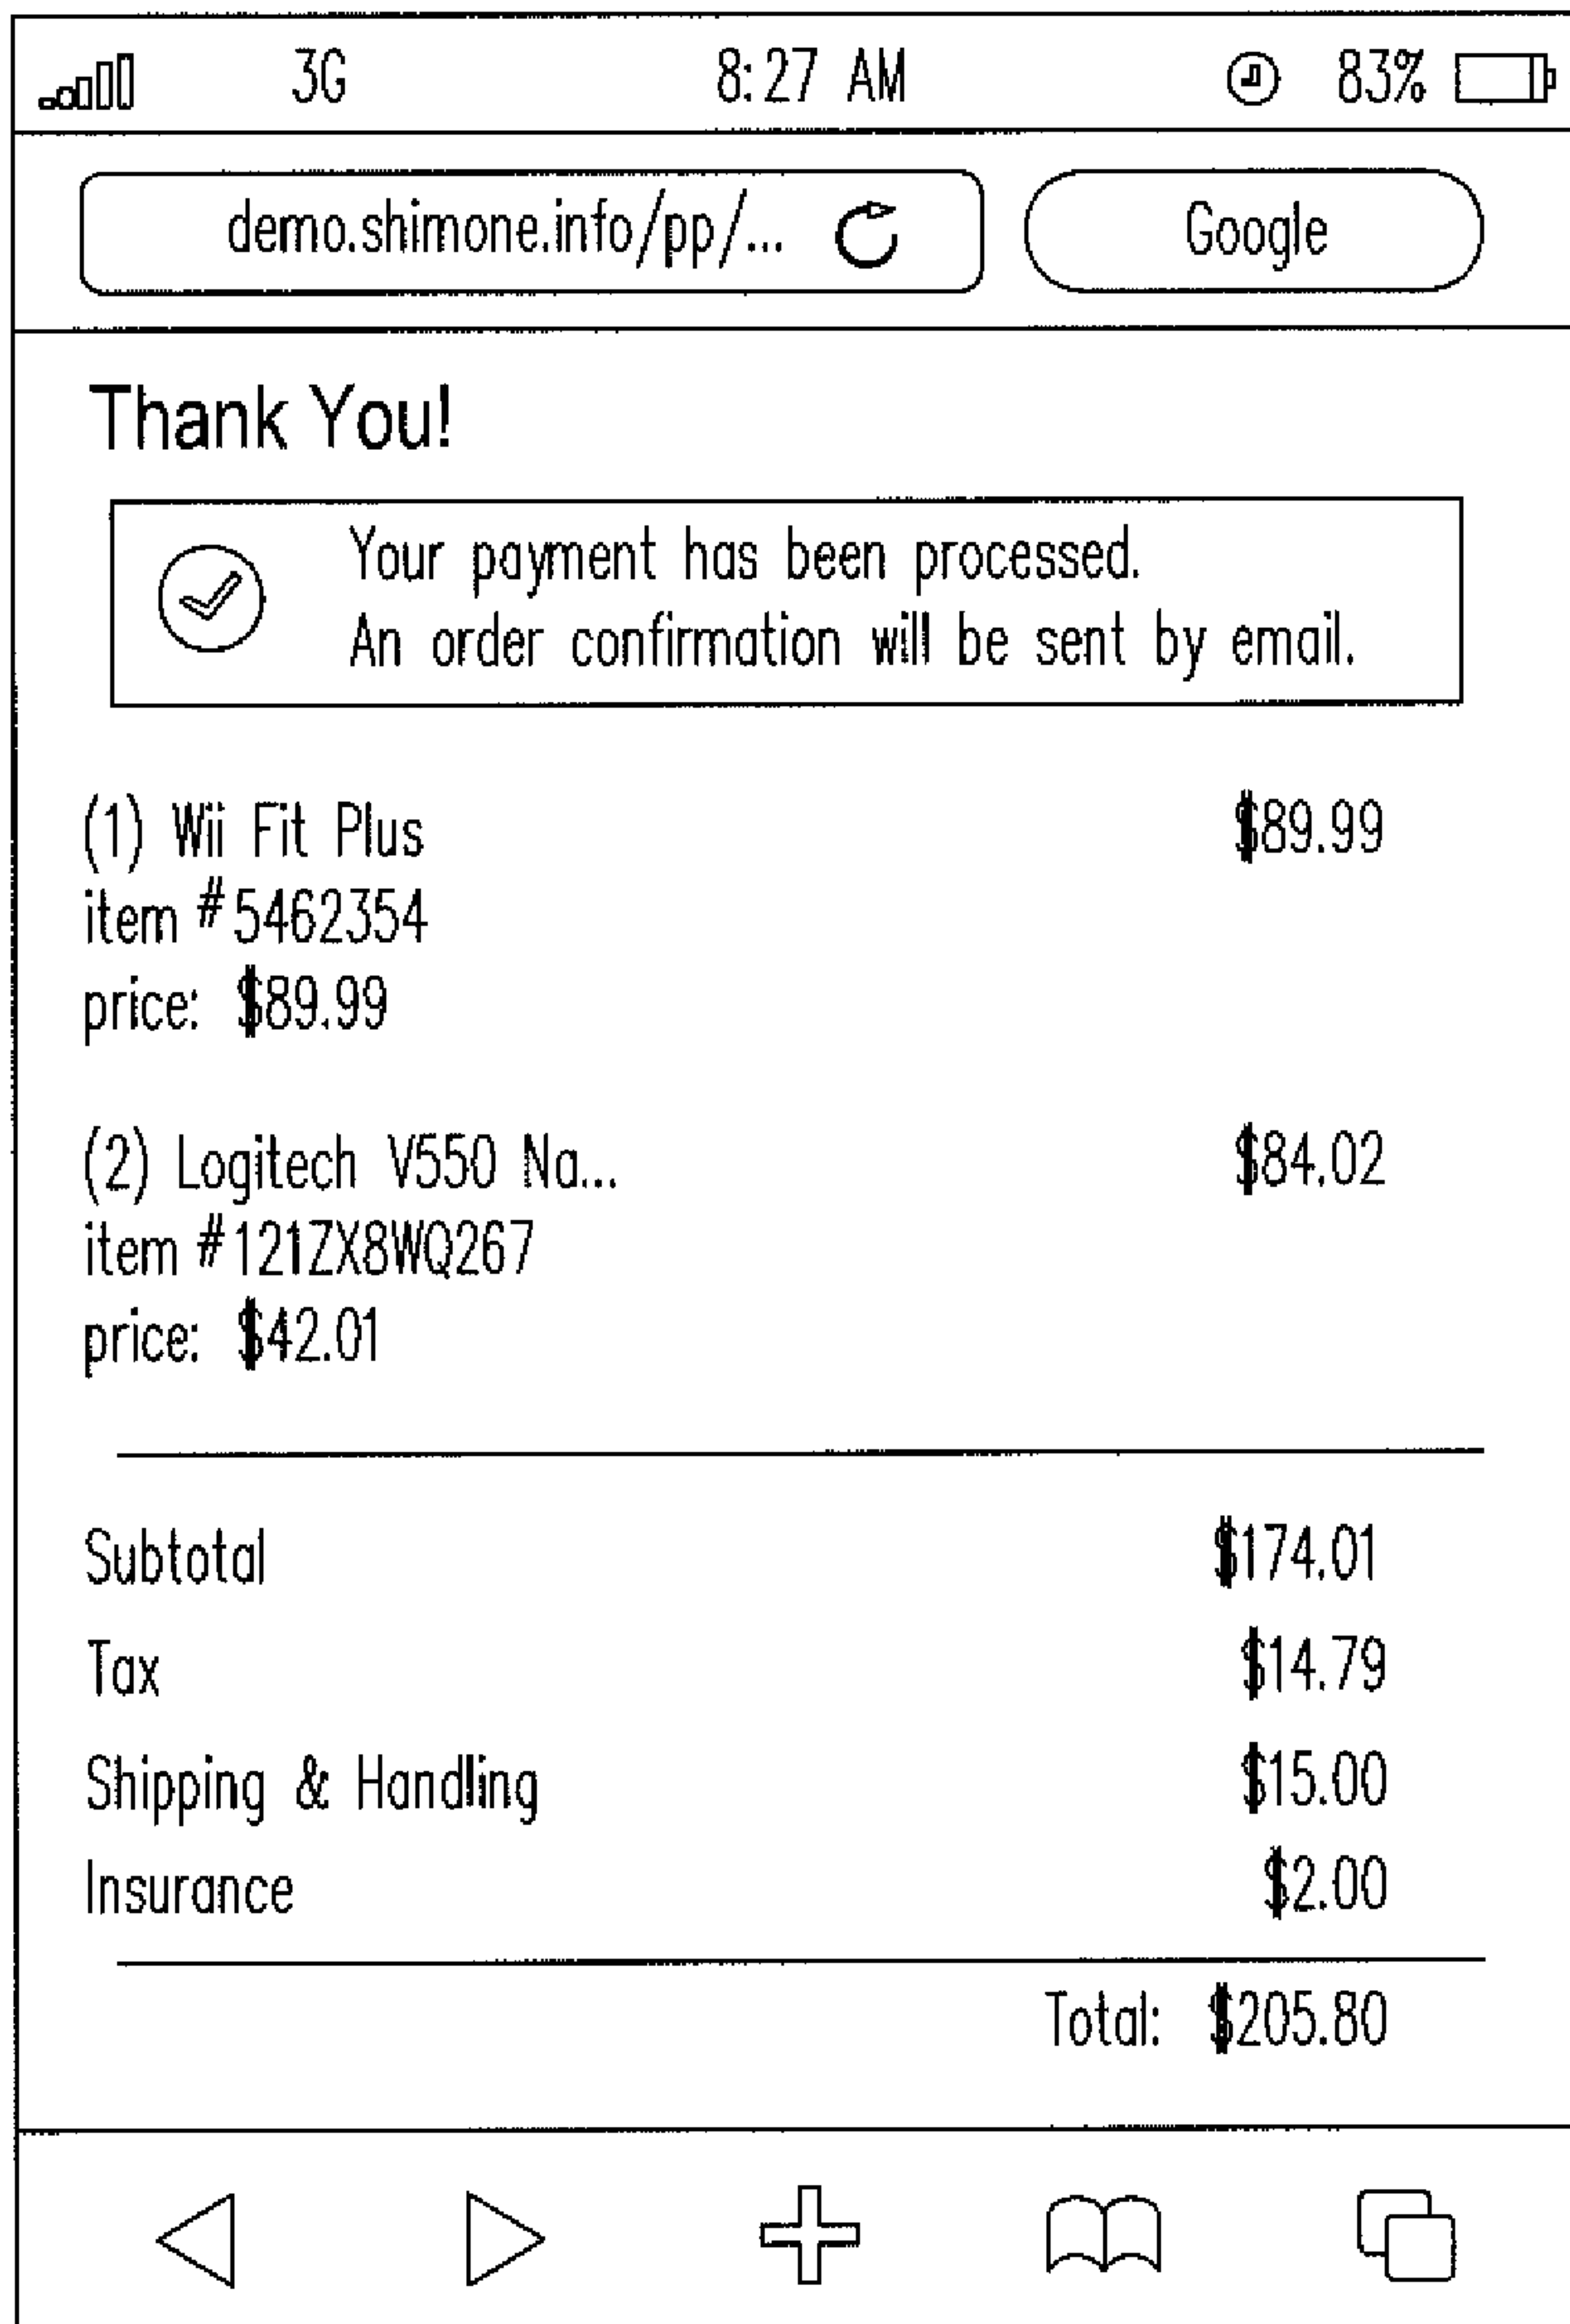 3G 8:27 AM 83%
demo.shimone.info/pp/... Google
Thank You!
Your payment has been processed.
An order confirmation will be sent by email.
(1) Wii Fit Plus $89.99
item #5462354
price: $89.99
(2) Logitech V550 Na... $84.02
item #121ZX8WQ267
price: $42.01
Subtotal $174.01
Tax $14.79
Shipping & Handling $15.00
Insurance $2.00
Total: $205.80